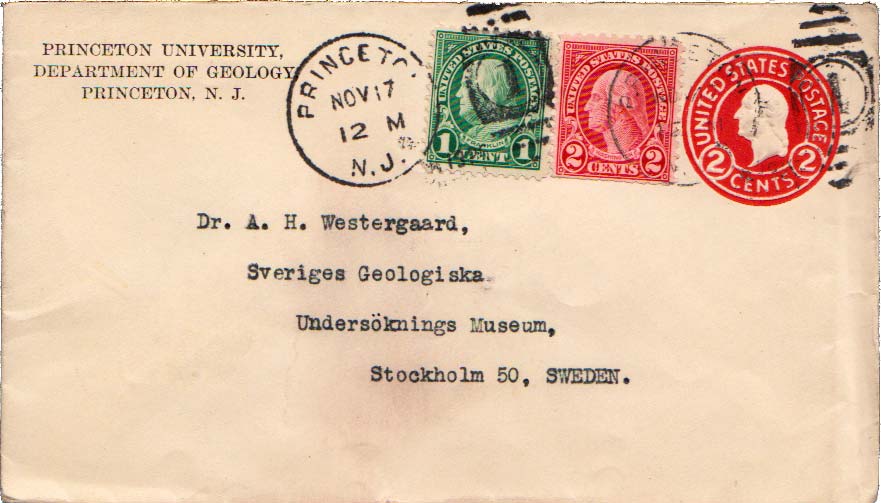 PRINCETON UNIVERSITY,
DEPARTMENT OF GEOLOGY
PRINCETON, N. J.
PRINCETO
NOV 17
12 M
N.J.
UNITED STATES POSTAGE
FRANKLIN
1 CENT 1
UNITED STATES POSTAGE
2 CENTS 2
UNITED STATES POSTAGE
2 CENTS 2
Dr. A. H. Westergaard,
Sveriges Geologiska
Undersöknings Museum,
Stockholm 50, SWEDEN.